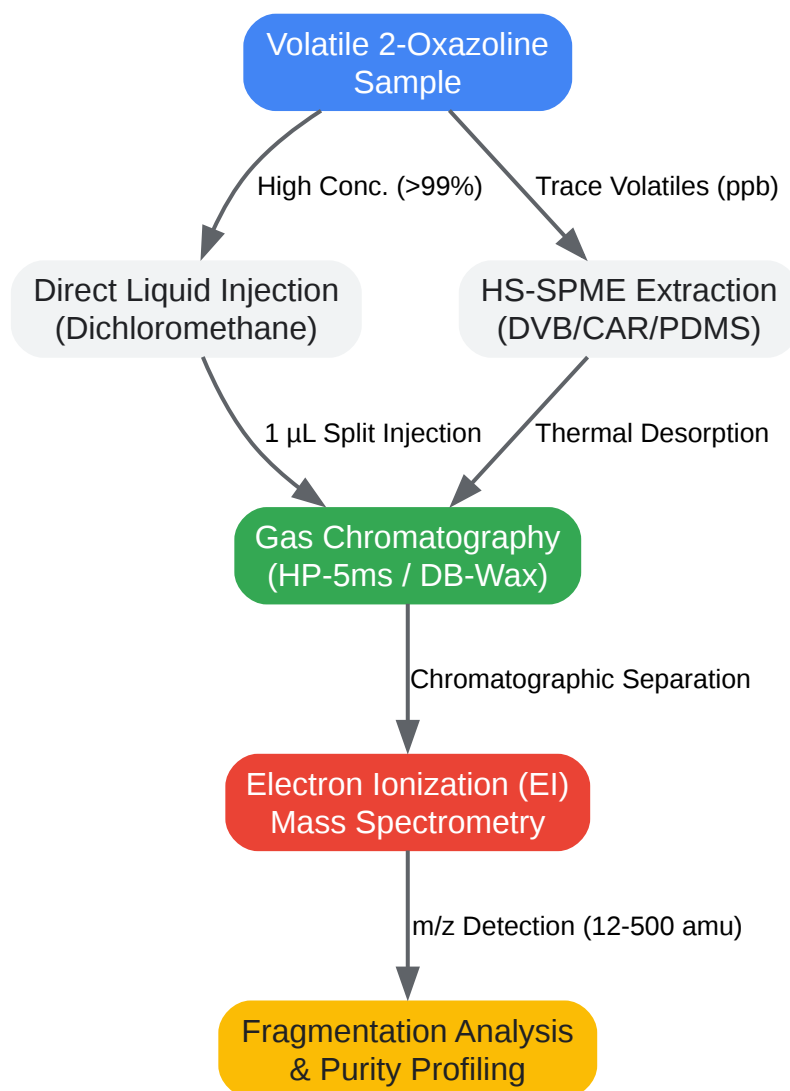 Volatile 2-Oxazoline
Sample
High Conc. (>99%)
Trace Volatiles (ppb)
Direct Liquid Injection
(Dichloromethane)
HS-SPME Extraction
(DVB/CAR/PDMS)
1 µL Split Injection
Thermal Desorption
Gas Chromatography
(HP-5ms / DB-Wax)
Chromatographic Separation
Electron Ionization (EI)
Mass Spectrometry
m/z Detection (12-500 amu)
Fragmentation Analysis
& Purity Profiling